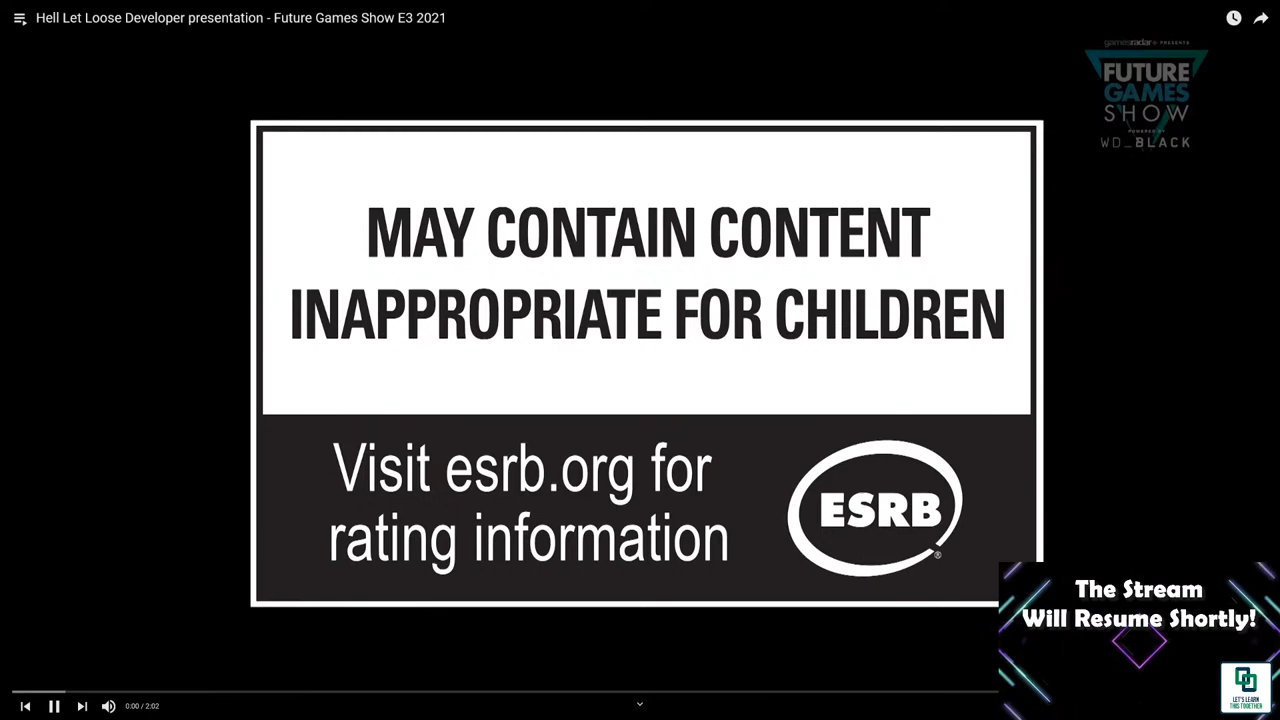 Hell Let Loose Developer presentation - Future Games Show E3 2021
gamesradar+ PRESENTS
FUTURE
GAMES
SHOW
POWERED BY
WD_BLACK
MAY CONTAIN CONTENT
INAPPROPRIATE FOR CHILDREN
Visit esrb.org for
rating information
ESRB
®
The Stream
Will Resume Shortly!
LET'S LEARN
THIS TOGETHER
0:00 / 2:02